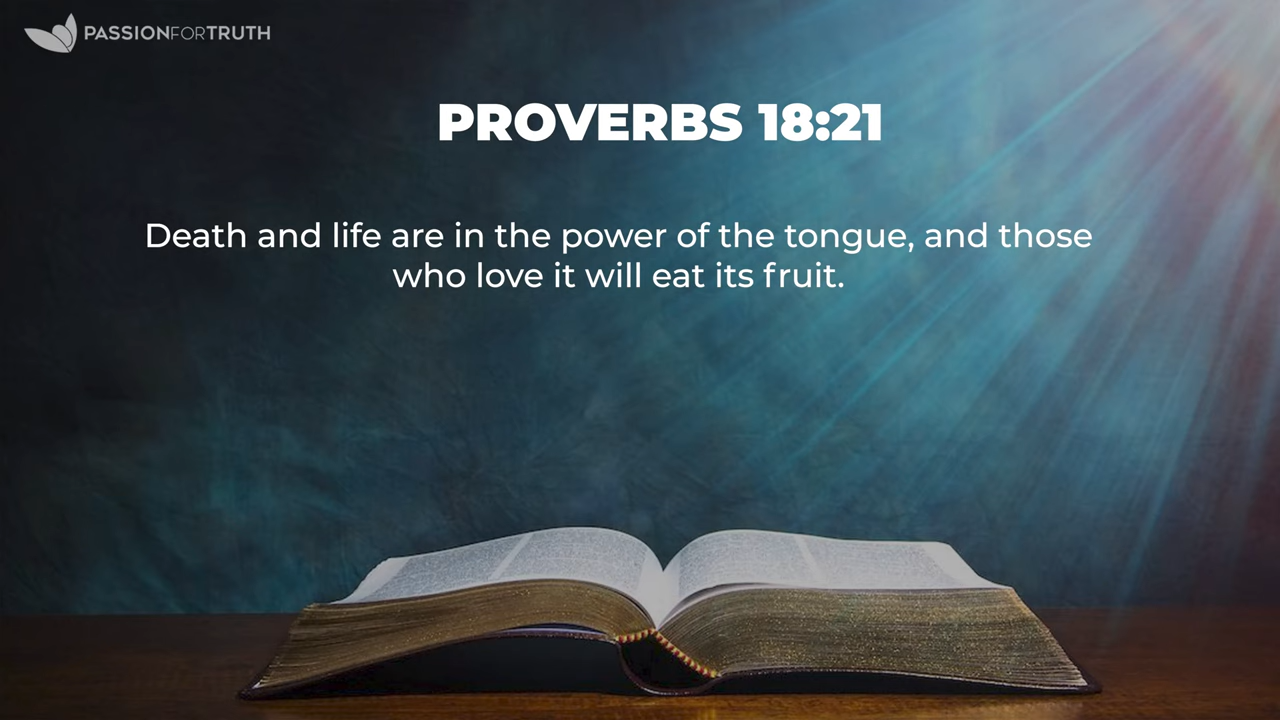 PASSIONFORTRUTH
PROVERBS 18:21
Death and life are in the power of the tongue, and those
who love it will eat its fruit.